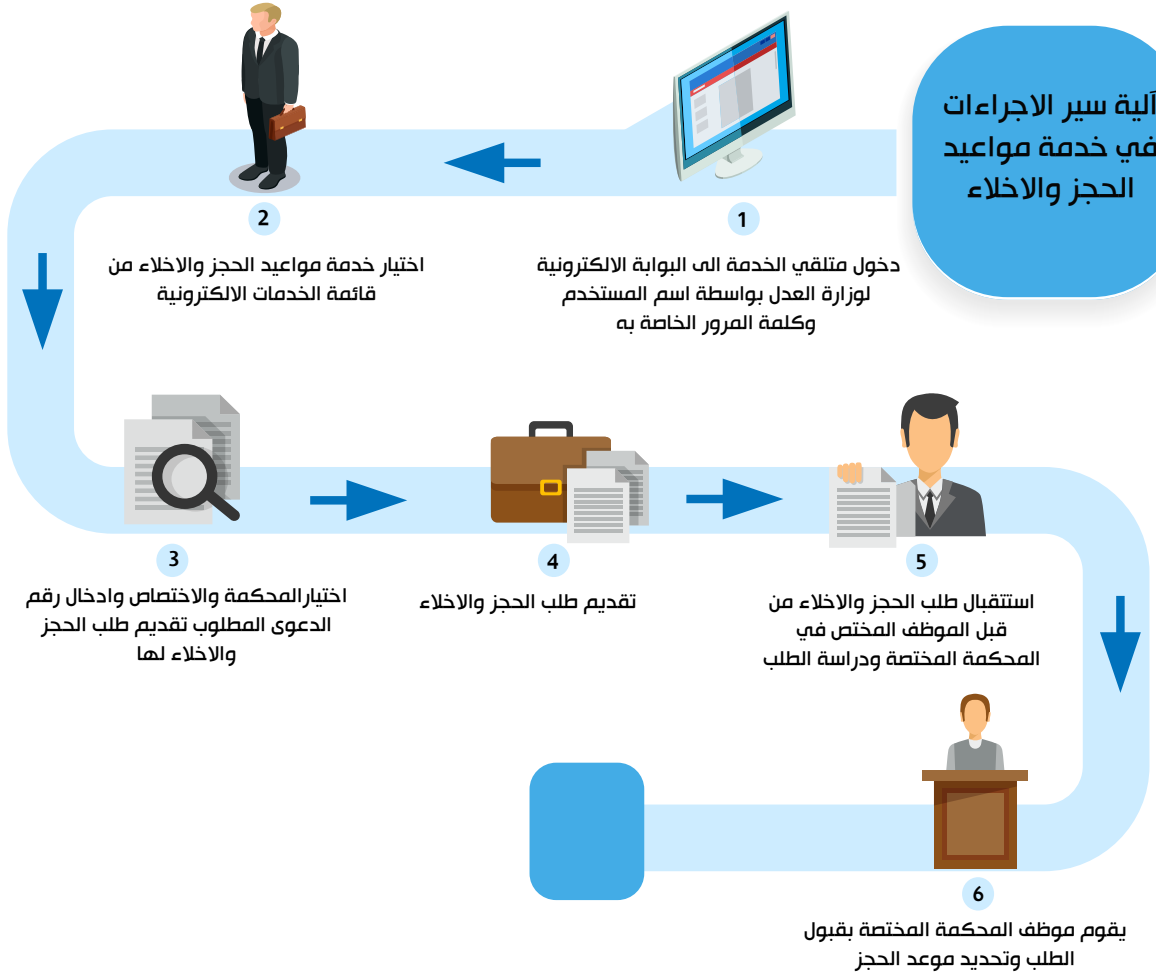 آلية سير الاجراءات
في خدمة مواعيد
الحجز والاخلاء
1
دخول متلقي الخدمة الى البوابة الالكترونية
لوزارة العدل بواسطة اسم المستخدم
وكلمة المرور الخاصة به
2
اختيار خدمة مواعيد الحجز والاخلاء من
قائمة الخدمات الالكترونية
3
اختيارالمحكمة والاختصاص وادخال رقم
الدعوى المطلوب تقديم طلب الحجز
والاخلاء لها
4
تقديم طلب الحجز والاخلاء
5
استتقبال طلب الحجز والاخلاء من
قبل الموظف المختص في
المحكمة المختصة ودراسة الطلب
6
يقوم موظف المحكمة المختصة بقبول
الطلب وتحديد موعد الحجز